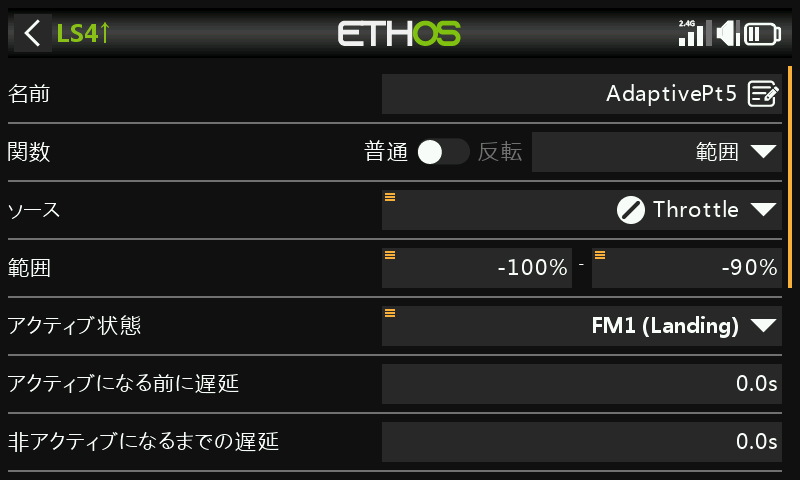 LS4↑ ETHOS 2.4G
名前 AdaptivePt5
関数 普通 反転 範囲
ソース Throttle
範囲 -100% - -90%
アクティブ状態 FM1 (Landing)
アクティブになる前に遅延 0.0s
非アクティブになるまでの遅延 0.0s